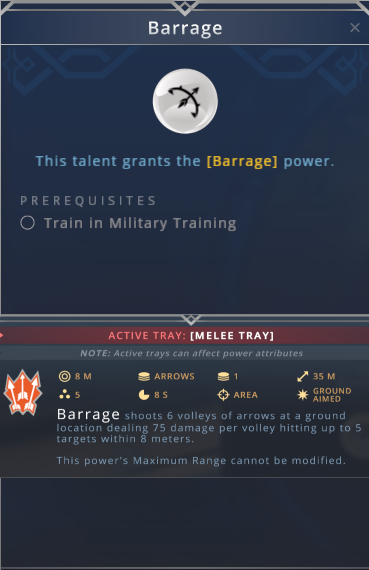 Barrage
This talent grants the [Barrage] power.
PREREQUISITES
Train in Military Training
ACTIVE TRAY: [MELEE TRAY]
NOTE: Active trays can affect power attributes
8 M ARROWS 1 35 M
5 8 S AREA GROUND AIMED
Barrage shoots 6 volleys of arrows at a ground
location dealing 75 damage per volley hitting up to 5
targets within 8 meters.
This power's Maximum Range cannot be modified.